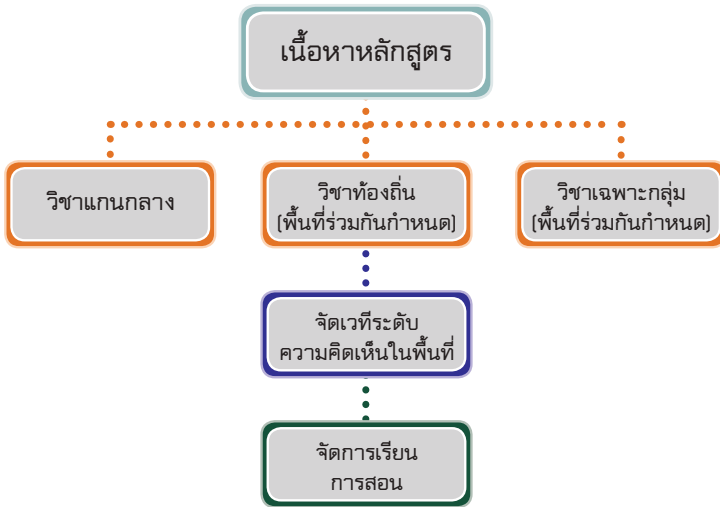 เนื้อหาหลักสูตร
วิชาแกนกลาง
วิชาท้องถิ่น
(พื้นที่ร่วมกันกำหนด)
วิชาเฉพาะกลุ่ม
(พื้นที่ร่วมกันกำหนด)
จัดเวทีระดับ
ความคิดเห็นในพื้นที่
จัดการเรียน
การสอน